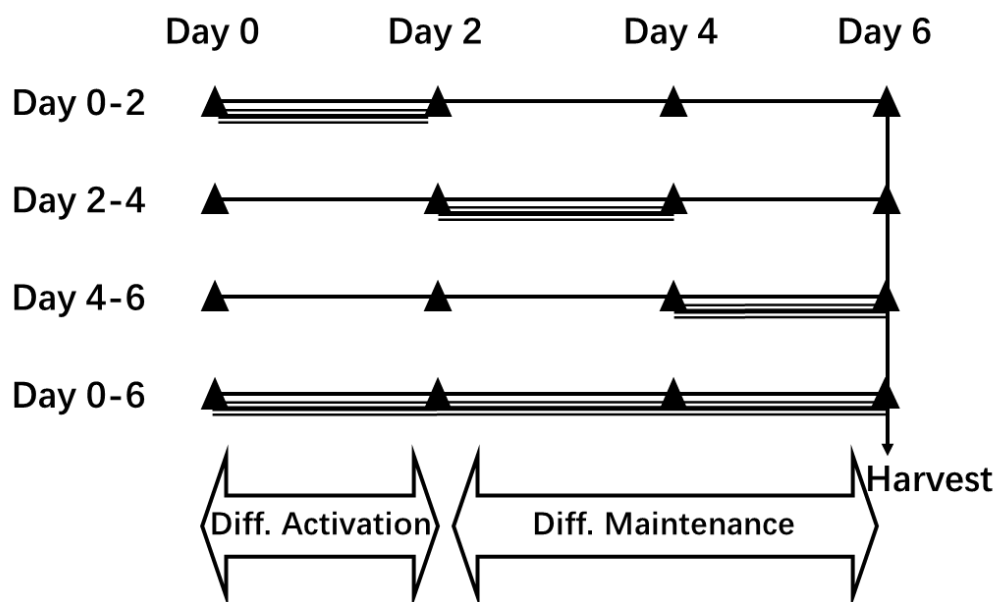 Day 0 Day 2 Day 4 Day 6
Day 0-2
Day 2-4
Day 4-6
Day 0-6
Harvest
Diff. Activation Diff. Maintenance